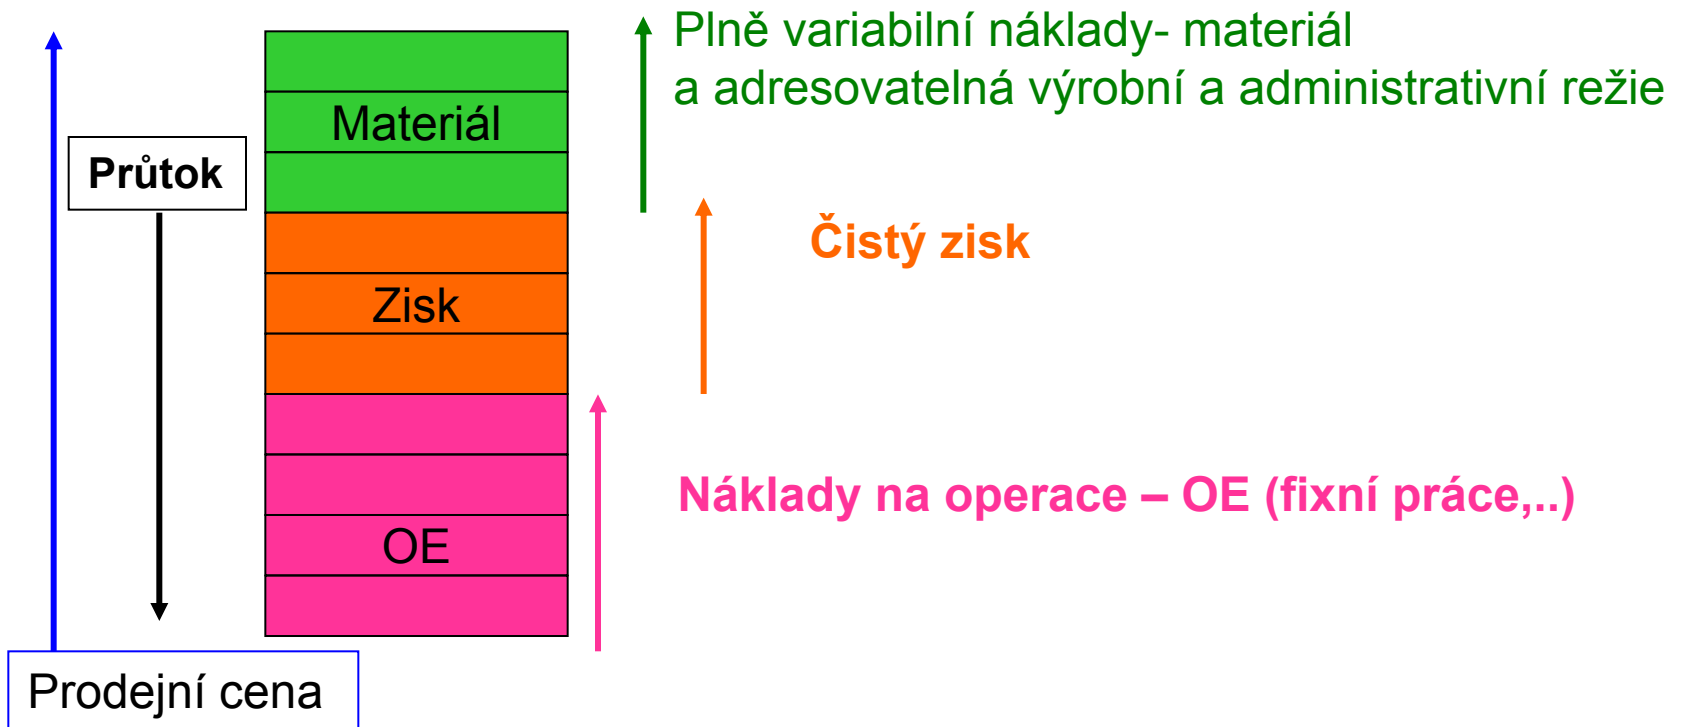 Plně variabilní náklady- materiál
a adresovatelná výrobní a administrativní režie
Materiál
Průtok
Čistý zisk
Zisk
Náklady na operace – OE (fixní práce,..)
OE
Prodejní cena